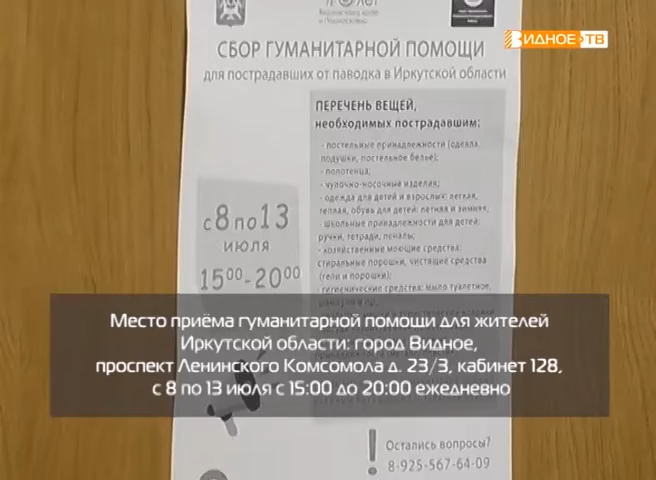 лет
Видновскому краю
и Подмосковью
ВИДНОЕ-ТВ
СБОР ГУМАНИТАРНОЙ ПОМОЩИ
для пострадавших от паводка в Иркутской области
ПЕРЕЧЕНЬ ВЕЩЕЙ,
необходимых пострадавшим:
- постельные принадлежности (одеяла,
подушки, постельное белье);
- полотенца;
- чулочно-носочные изделия;
- одежда для детей и взрослых: легкая,
теплая, обувь для детей: летняя и зимняя;
- школьные принадлежности для детей:
ручки, тетради, пеналы;
- хозяйственные моющие средства:
стиральные порошки, чистящие средства
(гели и порошки);
- гигиенические средства: мыло туалетное,
с 8 по 13
ИЮЛЯ
15⁰⁰-20⁰⁰
Место приёма гуманитарной помощи для жителей
Иркутской области: город Видное,
проспект Ленинского Комсомола д. 23/3, кабинет 128,
с 8 по 13 июля с 15:00 до 20:00 ежедневно
Остались вопросы?
8-925-567-64-09